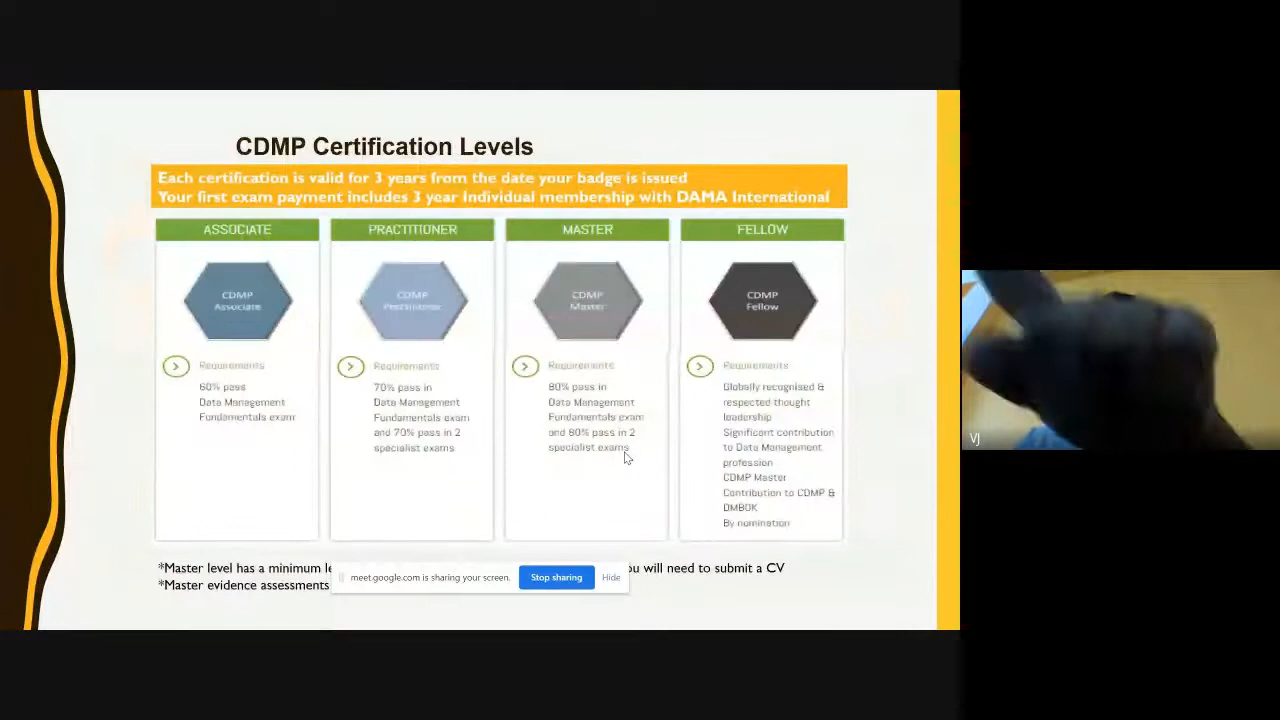 CDMP Certification Levels
Each certification is valid for 3 years from the date your badge is issued
Your first exam payment includes 3 year Individual membership with DAMA International
ASSOCIATE
CDMP
Associate
Requirements
60% pass
Data Management
Fundamentals exam
PRACTITIONER
CDMP
Practitioner
Requirements
70% pass in
Data Management
Fundamentals exam
and 70% pass in 2
specialist exams
MASTER
CDMP
Master
Requirements
80% pass in
Data Management
Fundamentals exam
and 80% pass in 2
specialist exams
FELLOW
CDMP
Fellow
Requirements
Globally recognised &
respected thought
leadership
Significant contribution
to Data Management
profession
CDMP Master
Contribution to CDMP &
DMBOK
By nomination
*Master level has a minimum ou will need to submit a CV
*Master evidence assessments
meet.google.com is sharing your screen. Stop sharing Hide
VJ